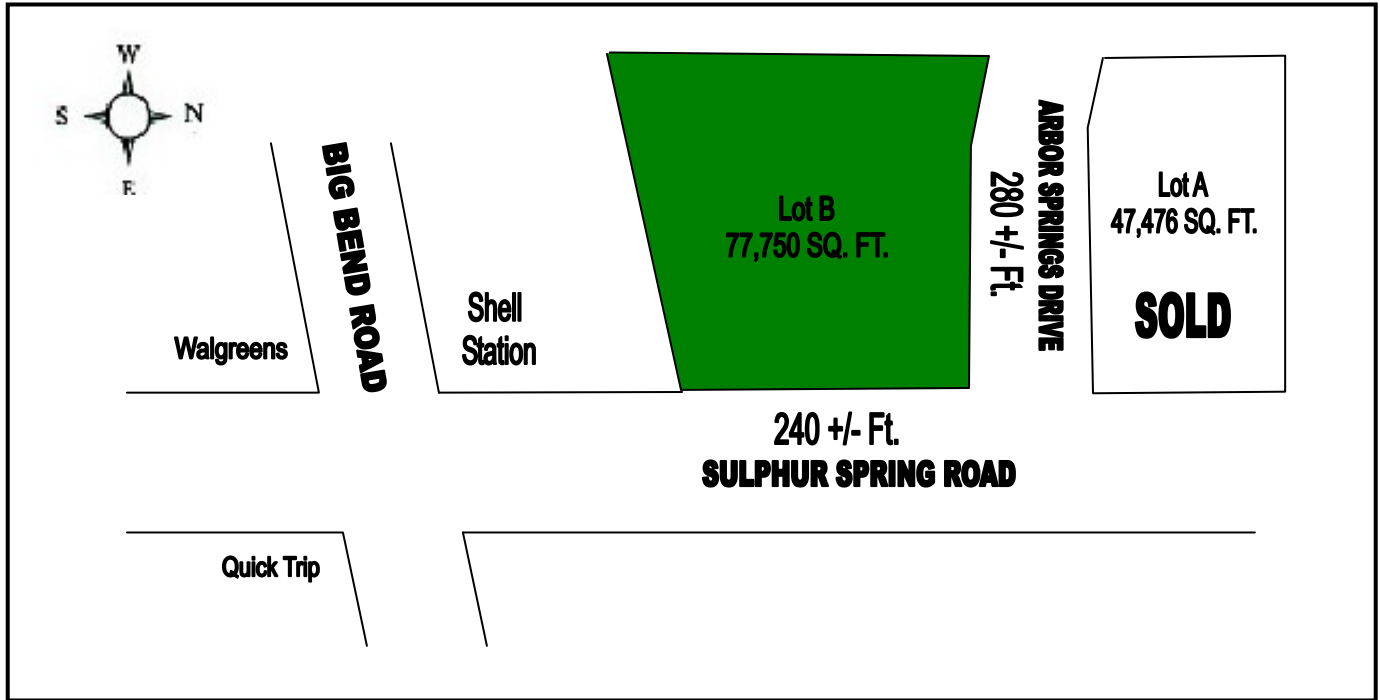 W
S
N
E
BIG BEND ROAD
Walgreens
Shell
Station
Lot B
77,750 SQ. FT.
280 +/- Ft.
ARBOR SPRINGS DRIVE
Lot A
47,476 SQ. FT.
SOLD
240 +/- Ft.
SULPHUR SPRING ROAD
Quick Trip